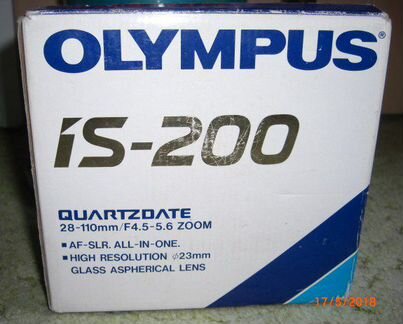 OLYMPUS®
iS-200
QUARTZDATE
28-110mm/F4.5-5.6 ZOOM
■ AF-SLR. ALL-IN-ONE.
■ HIGH RESOLUTION ⌀23mm
GLASS ASPHERICAL LENS
17/5/2018